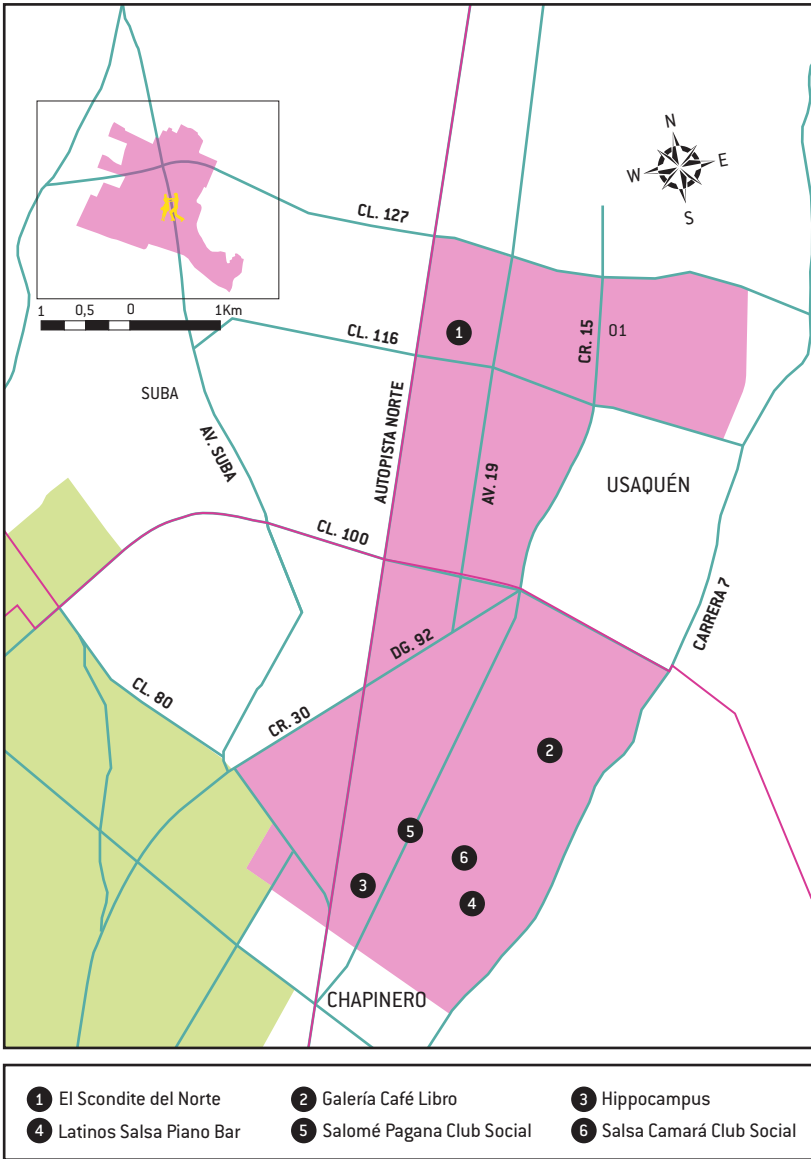 N
W E
S
CL. 127
1 0,5 0 1Km
CL. 116
1
CR. 15
01
SUBA
AV. SUBA
AUTOPISTA NORTE
AV. 19
USAQUÉN
CL. 100
CARRERA 7
DG. 92
CL. 80
CR. 30
2
5
6
3
4
CHAPINERO
1 El Scondite del Norte
2 Galería Café Libro
3 Hippocampus
4 Latinos Salsa Piano Bar
5 Salomé Pagana Club Social
6 Salsa Camará Club Social